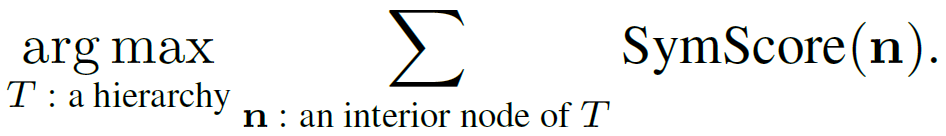 arg max ∑ SymScore(n).
T : a hierarchy n : an interior node of T